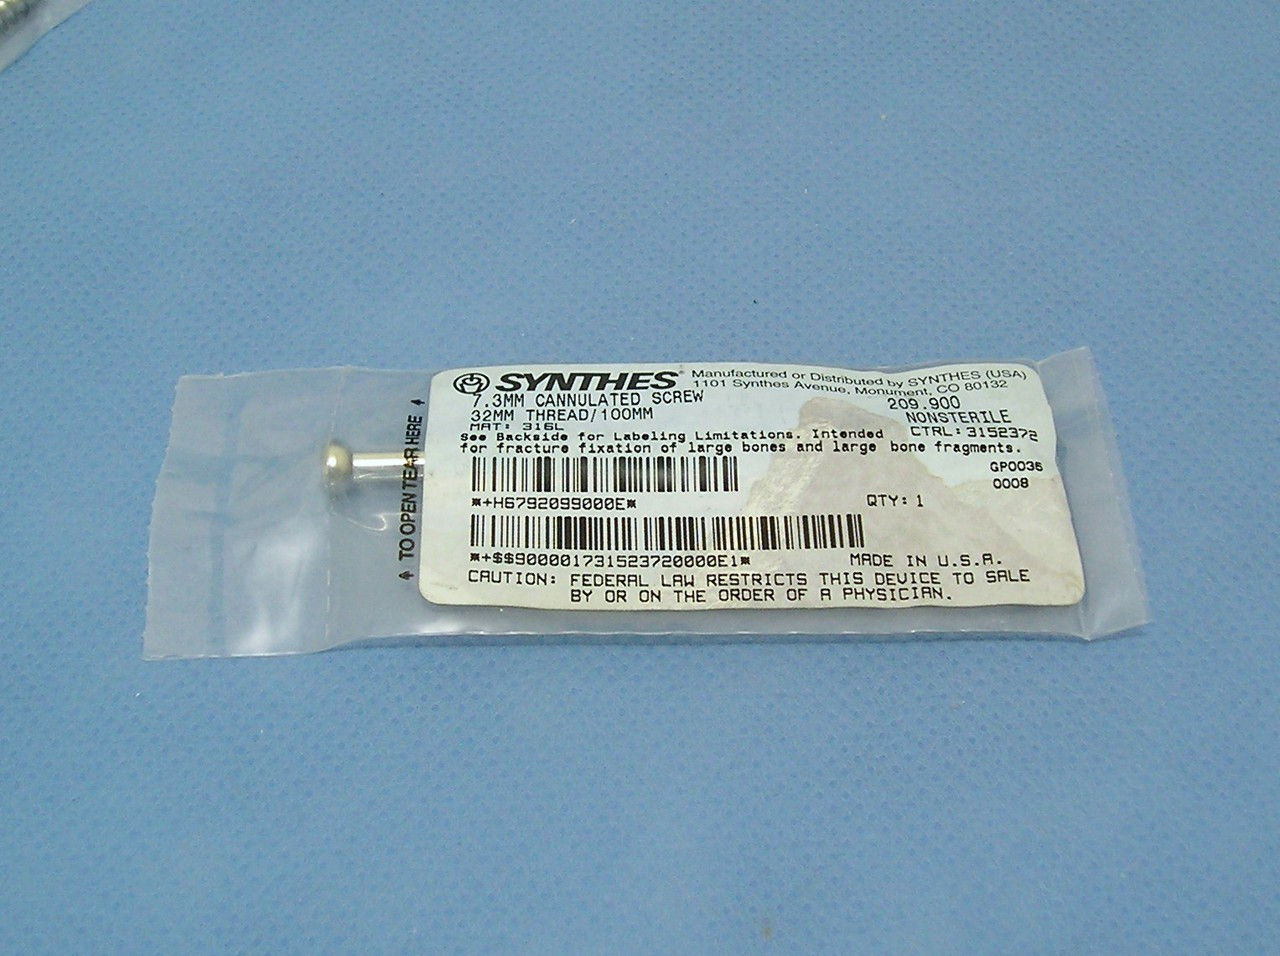 SYNTHES Manufactured or Distributed by SYNTHES (USA)
1101 Synthes Avenue, Monument, CO 80132
7.3MM CANNULATED SCREW 209.900
32MM THREAD/100MM NONSTERILE
MAT: 316L CTRL:3152372
See Backside for Labeling Limitations. Intended
for fracture fixation of large bones and large bone fragments.
GP0036
0008
*+H6792099000E* QTY: 1
*+$$900001731523720000E1* MADE IN U.S.A.
CAUTION: FEDERAL LAW RESTRICTS THIS DEVICE TO SALE
BY OR ON THE ORDER OF A PHYSICIAN.
TO OPEN TEAR HERE